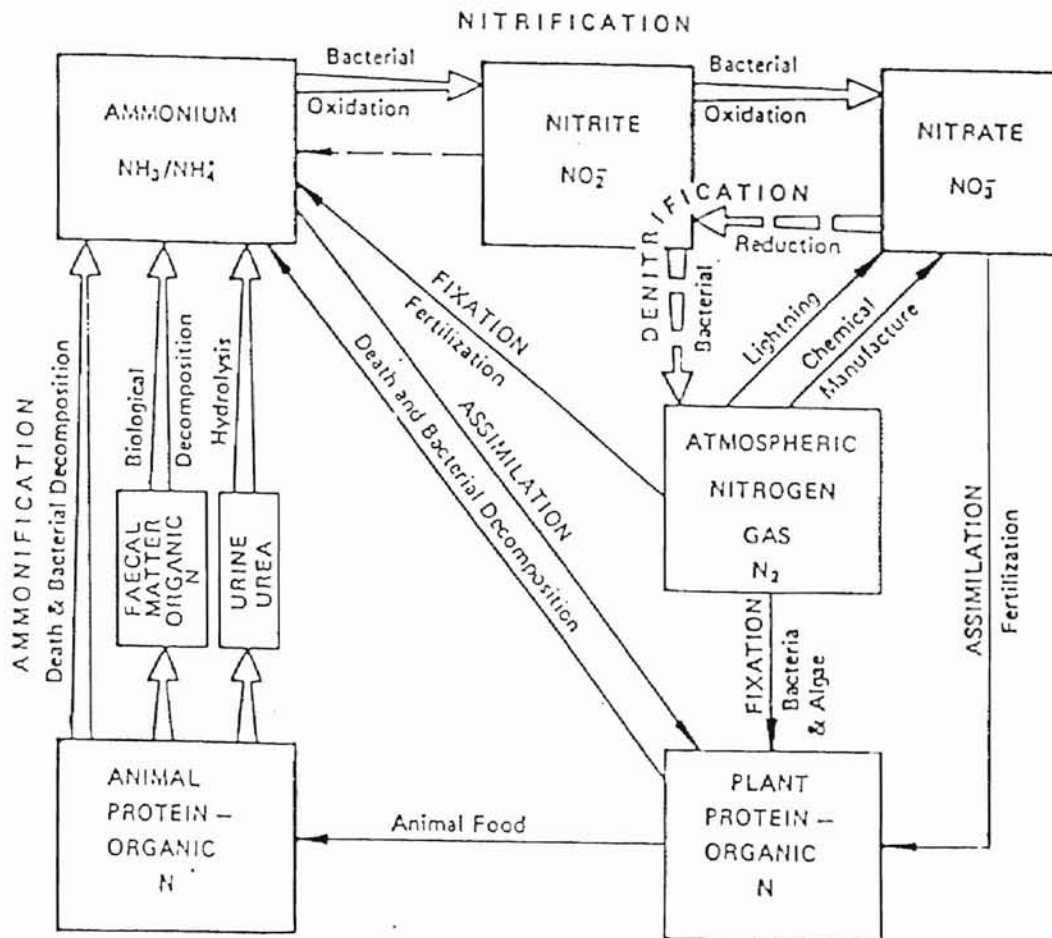 NITRIFICATION
AMMONIUM
NH₃/NH₄⁺
Bacterial
Oxidation
NITRITE
NO₂⁻
Bacterial
Oxidation
NITRATE
NO₃⁻
DENITRIFICATION
Reduction
Bacterial
FIXATION
Fertilization
Lightning
Chemical
Manufacture
ASSIMILATION
Death and Bacterial Decomposition
AMMONIFICATION
Death & Bacterial Decomposition
Biological
Decomposition
Hydrolysis
FAECAL
MATTER
ORGANIC
N
URINE
UREA
ATMOSPHERIC
NITROGEN
GAS
N₂
FIXATION
Bacteria
& Algae
ASSIMILATION
Fertilization
ANIMAL
PROTEIN –
ORGANIC
N
Animal Food
PLANT
PROTEIN –
ORGANIC
N